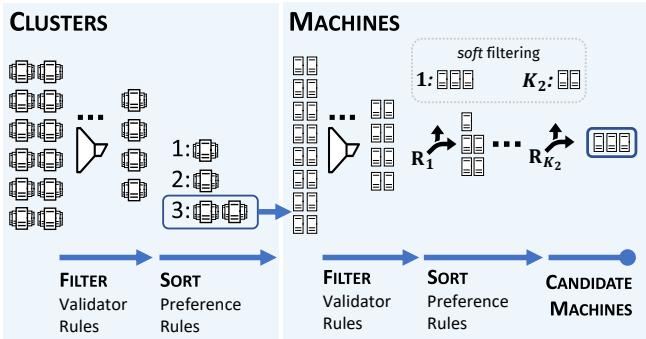 CLUSTERS
1:
2:
3:
FILTER
Validator
Rules
SORT
Preference
Rules
MACHINES
soft filtering
1:
K₂:
R₁
R_K₂
FILTER
Validator
Rules
SORT
Preference
Rules
CANDIDATE
MACHINES